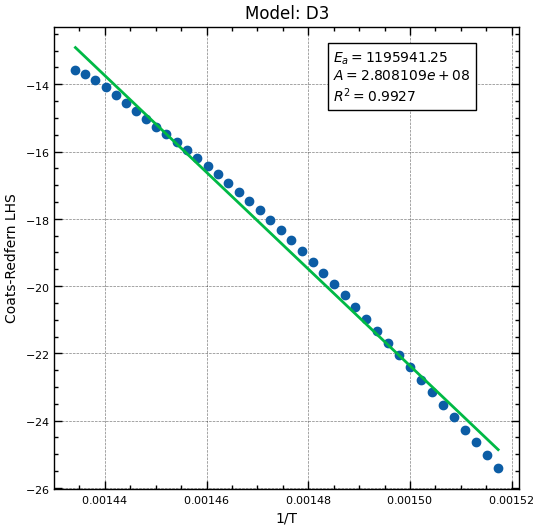 Model: D3
E_a = 1195941.25
A = 2.808109e + 08
R² = 0.9927
−14
−16
−18
−20
−22
−24
−26
Coats-Redfern LHS
0.00144 0.00146 0.00148 0.00150 0.00152
1/T